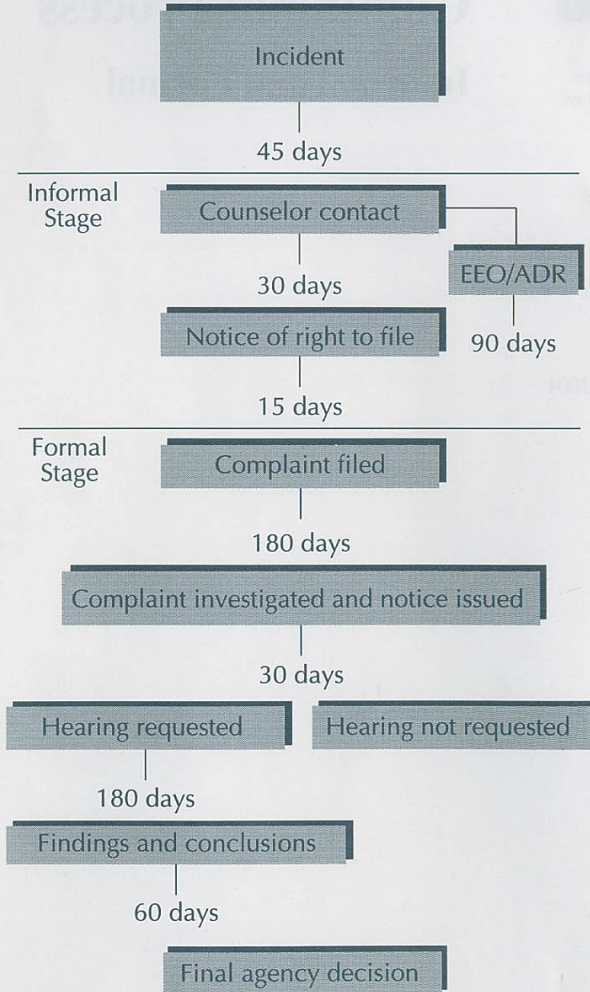 Incident
45 days
Informal
Stage
Counselor contact
EEO/ADR
30 days
Notice of right to file
90 days
15 days
Formal
Stage
Complaint filed
180 days
Complaint investigated and notice issued
30 days
Hearing requested
Hearing not requested
180 days
Findings and conclusions
60 days
Final agency decision